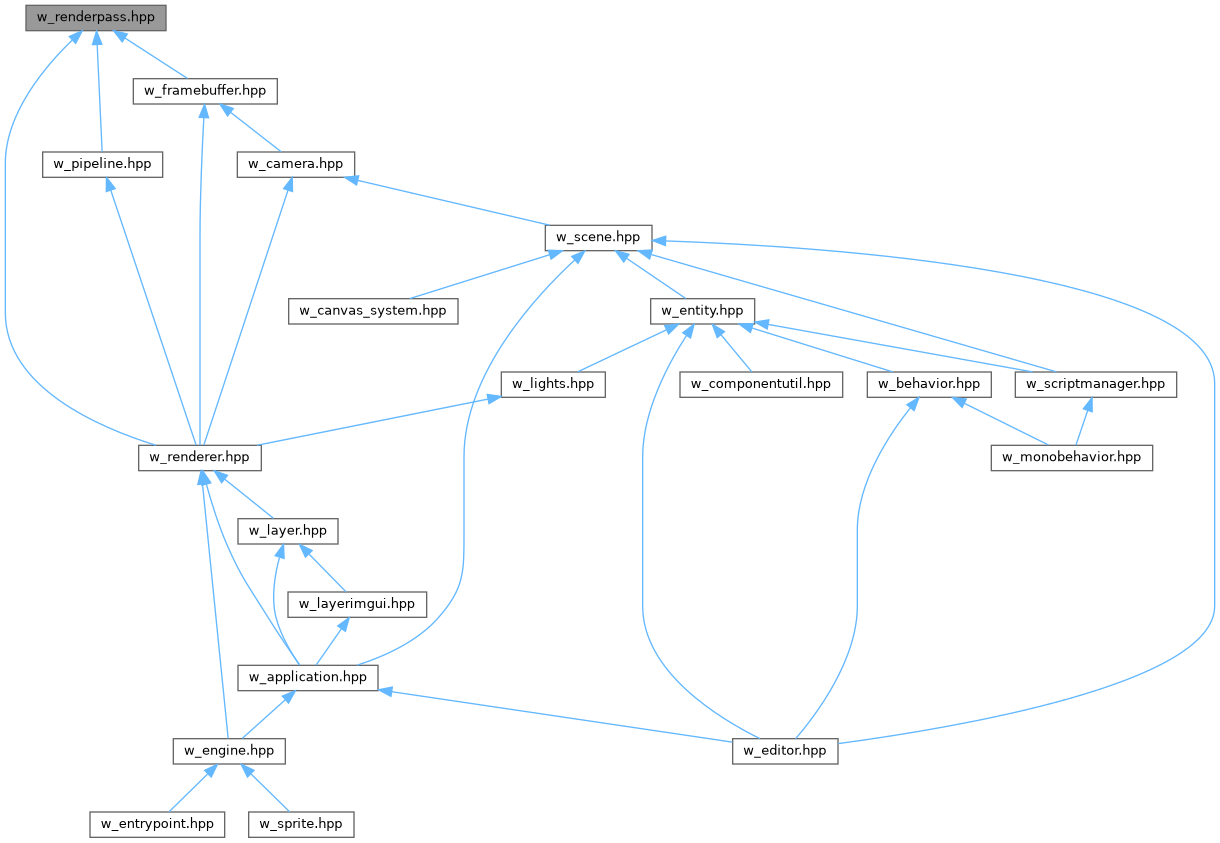 w_renderpass.hpp
w_framebuffer.hpp
w_pipeline.hpp
w_camera.hpp
w_scene.hpp
w_canvas_system.hpp
w_entity.hpp
w_lights.hpp
w_componentutil.hpp
w_behavior.hpp
w_scriptmanager.hpp
w_renderer.hpp
w_monobehavior.hpp
w_layer.hpp
w_layerimgui.hpp
w_application.hpp
w_engine.hpp
w_editor.hpp
w_entrypoint.hpp
w_sprite.hpp